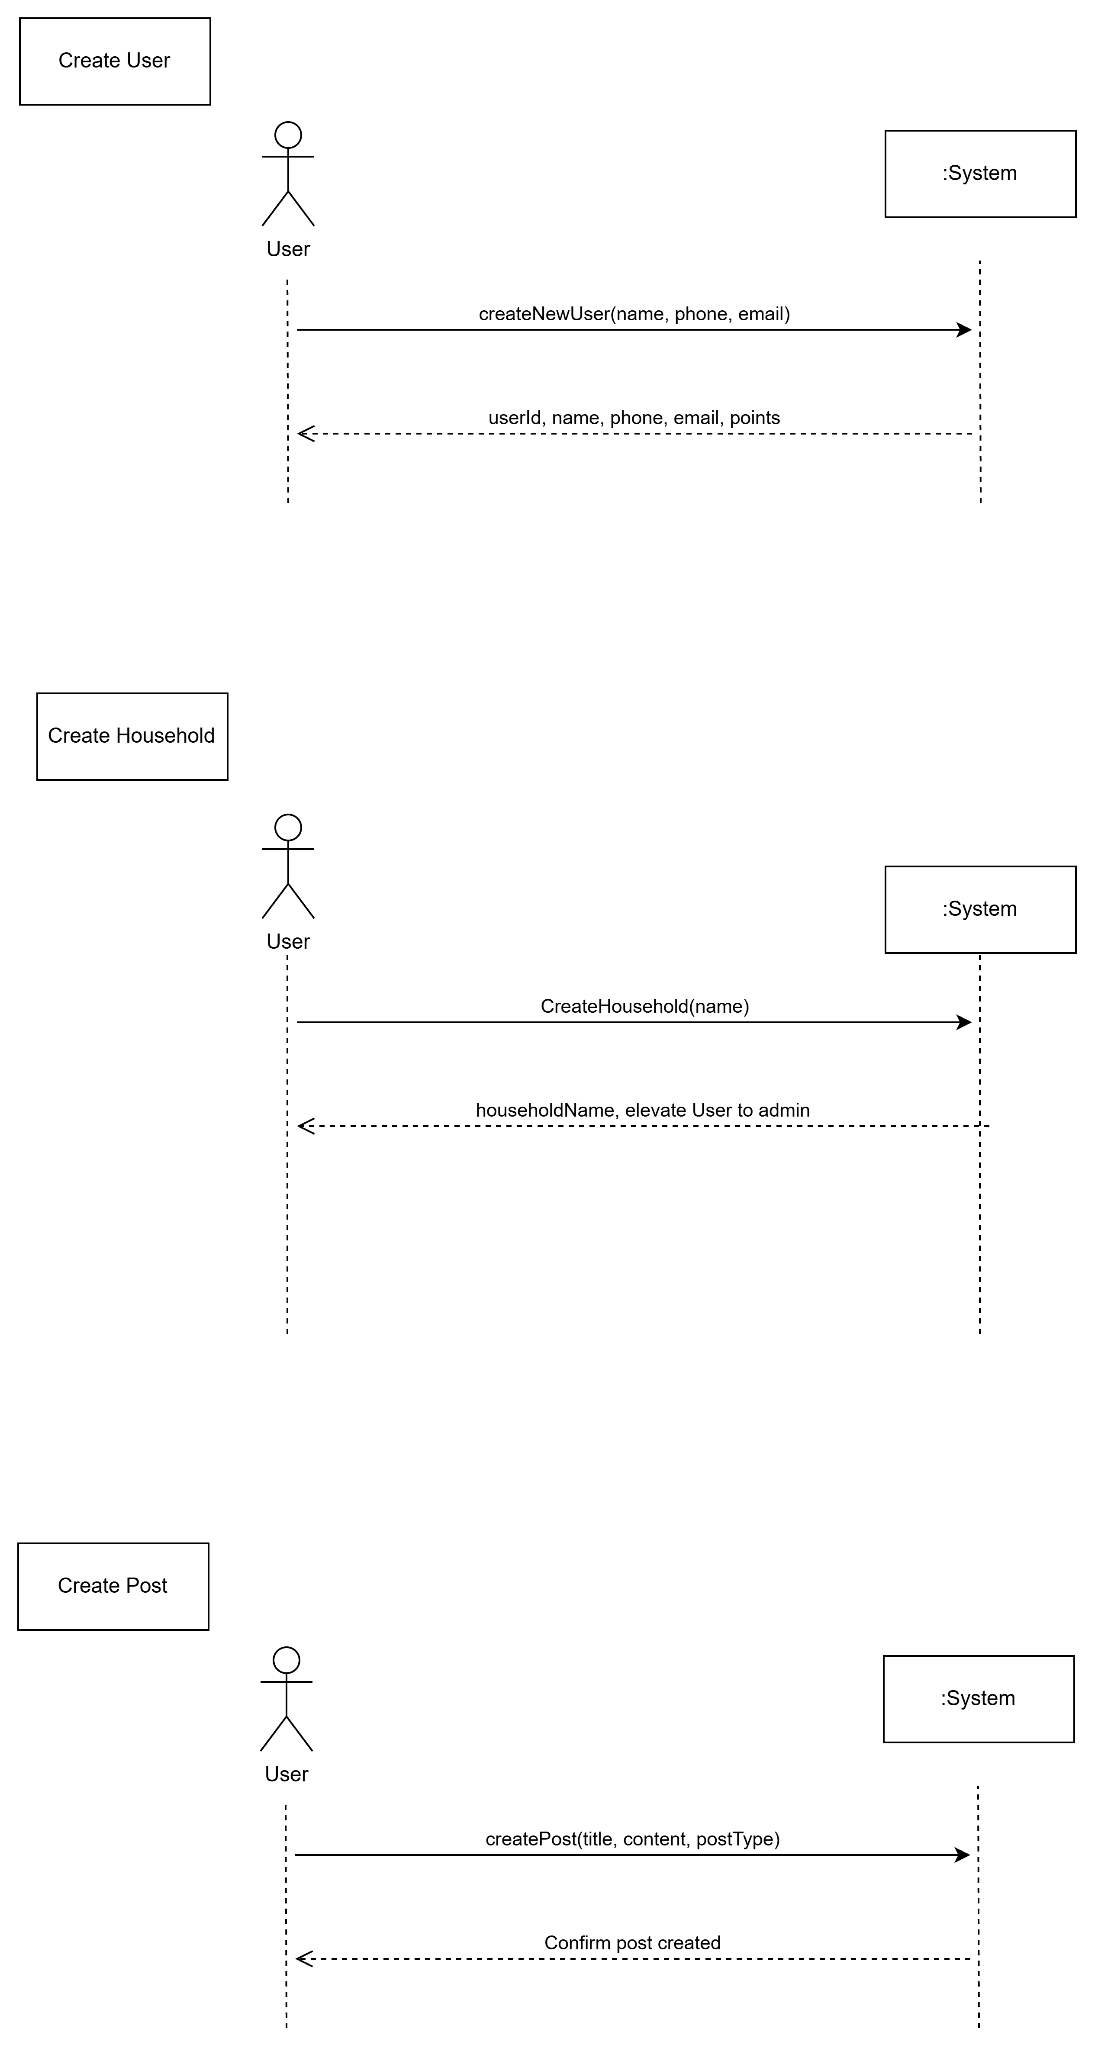 Create User
:System
User
createNewUser(name, phone, email)
userId, name, phone, email, points
Create Household
:System
User
CreateHousehold(name)
householdName, elevate User to admin
Create Post
:System
User
createPost(title, content, postType)
Confirm post created